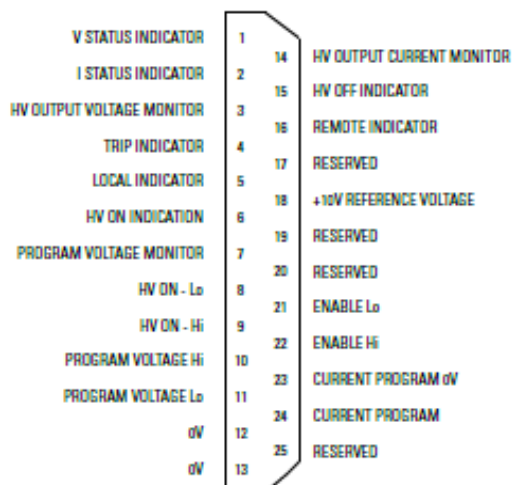 V STATUS INDICATOR 1
14 HV OUTPUT CURRENT MONITOR
I STATUS INDICATOR 2
15 HV OFF INDICATOR
HV OUTPUT VOLTAGE MONITOR 3
16 REMOTE INDICATOR
TRIP INDICATOR 4
17 RESERVED
LOCAL INDICATOR 5
18 +10V REFERENCE VOLTAGE
HV ON INDICATION 6
19 RESERVED
PROGRAM VOLTAGE MONITOR 7
20 RESERVED
HV ON - Lo 8
21 ENABLE Lo
HV ON - Hi 9
22 ENABLE Hi
PROGRAM VOLTAGE Hi 10
23 CURRENT PROGRAM 0V
PROGRAM VOLTAGE Lo 11
24 CURRENT PROGRAM
0V 12
25 RESERVED
0V 13